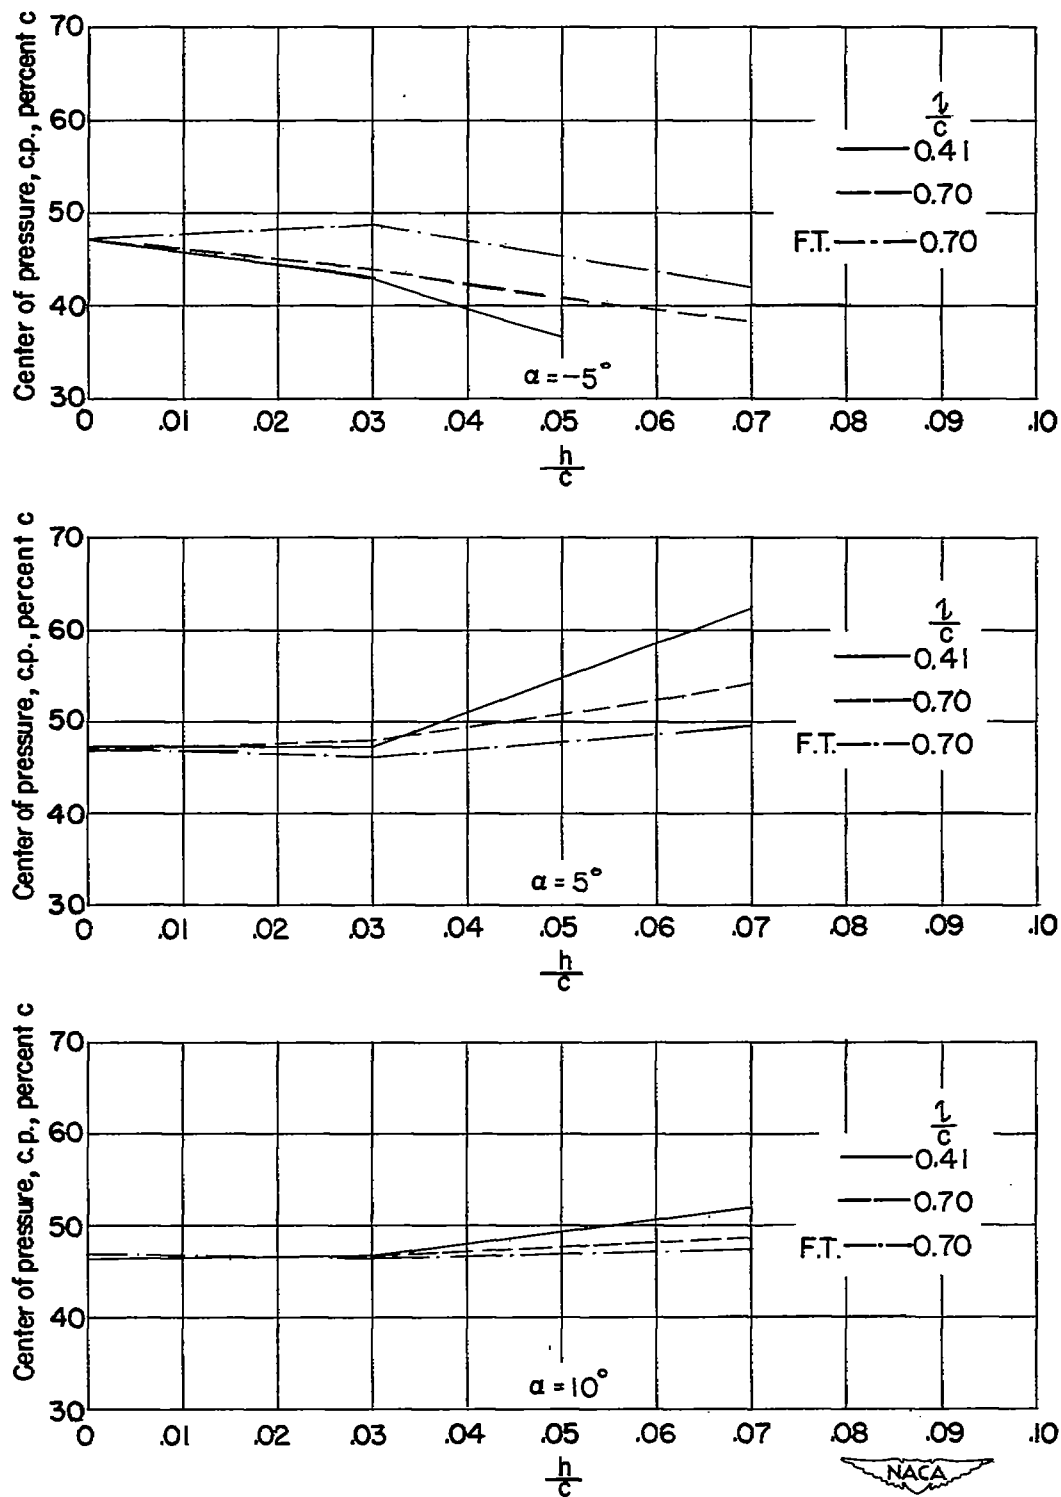 70
60
50
40
30
Center of pressure, c.p., percent c
l/c
0.41
0.70
F.T. 0.70
α = -5°
0 .01 .02 .03 .04 .05 .06 .07 .08 .09 .10
h/c
70
60
50
40
30
Center of pressure, c.p., percent c
l/c
0.41
0.70
F.T. 0.70
α = 5°
0 .01 .02 .03 .04 .05 .06 .07 .08 .09 .10
h/c
70
60
50
40
30
Center of pressure, c.p., percent c
l/c
0.41
0.70
F.T. 0.70
α = 10°
0 .01 .02 .03 .04 .05 .06 .07 .08 .09 .10
h/c
NACA